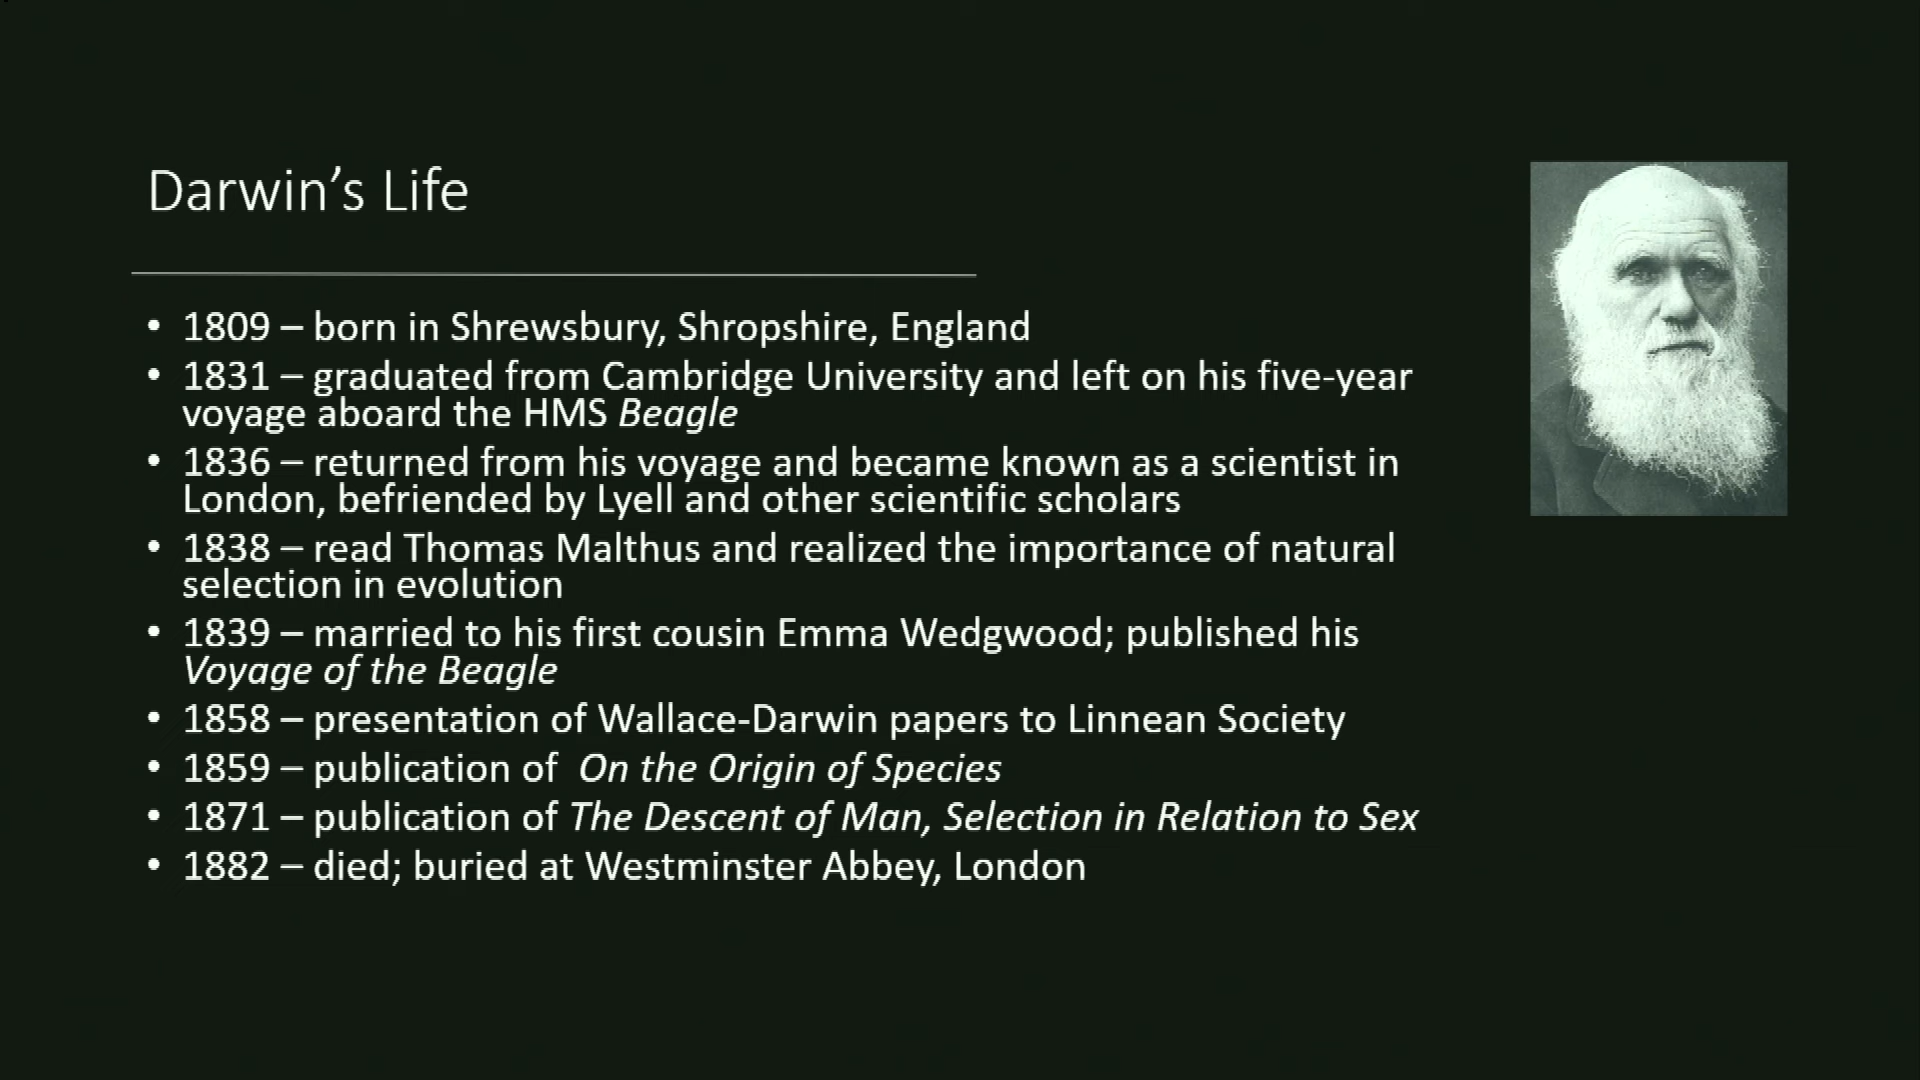 Darwin’s Life
• 1809 – born in Shrewsbury, Shropshire, England
• 1831 – graduated from Cambridge University and left on his five-year
voyage aboard the HMS Beagle
• 1836 – returned from his voyage and became known as a scientist in
London, befriended by Lyell and other scientific scholars
• 1838 – read Thomas Malthus and realized the importance of natural
selection in evolution
• 1839 – married to his first cousin Emma Wedgwood; published his
Voyage of the Beagle
• 1858 – presentation of Wallace-Darwin papers to Linnean Society
• 1859 – publication of  On the Origin of Species
• 1871 – publication of The Descent of Man, Selection in Relation to Sex
• 1882 – died; buried at Westminster Abbey, London